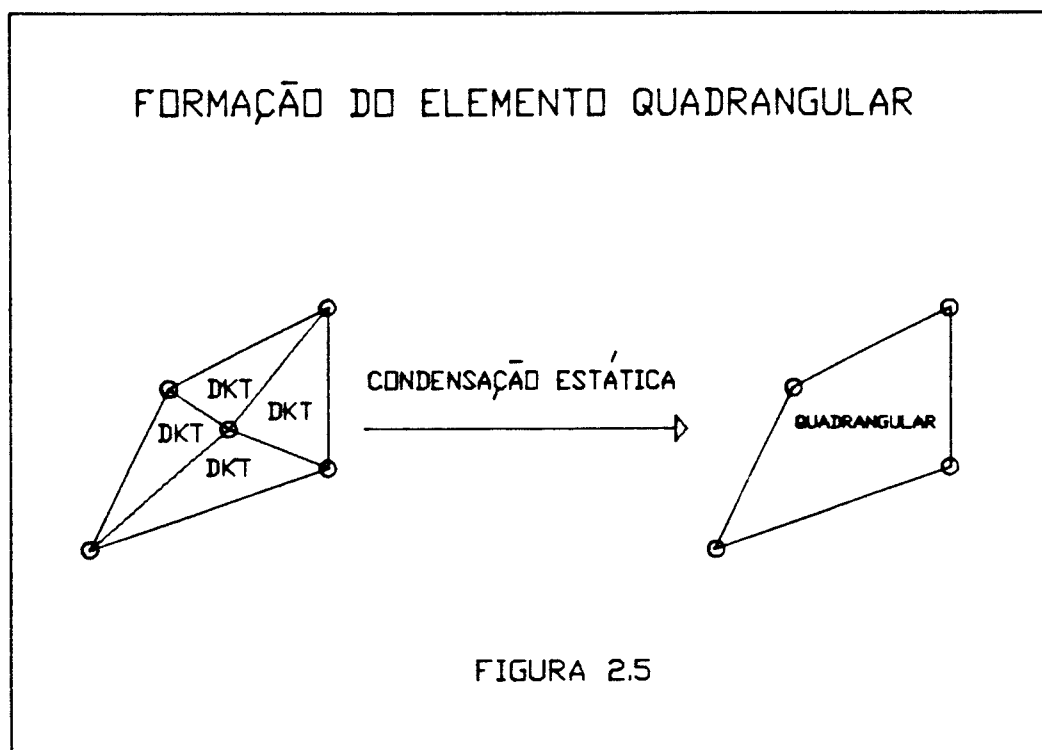 FORMAÇÃO DO ELEMENTO QUADRANGULAR
CONDENSAÇÃO ESTÁTICA
DKT
DKT
DKT
DKT
QUADRANGULAR
FIGURA 2.5